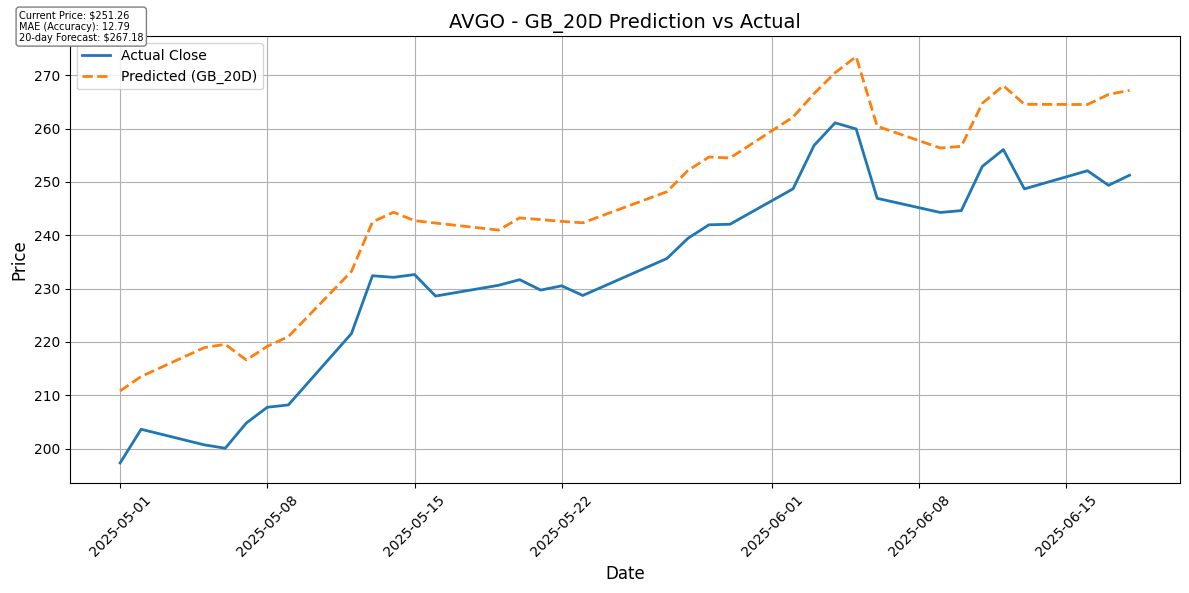 AVGO - GB_20D Prediction vs Actual
Current Price: $251.26
MAE (Accuracy): 12.79
20-day Forecast: $267.18
Actual Close
Predicted (GB_20D)
Price
270
260
250
240
230
220
210
200
2025-05-01
2025-05-08
2025-05-15
2025-05-22
2025-06-01
2025-06-08
2025-06-15
Date